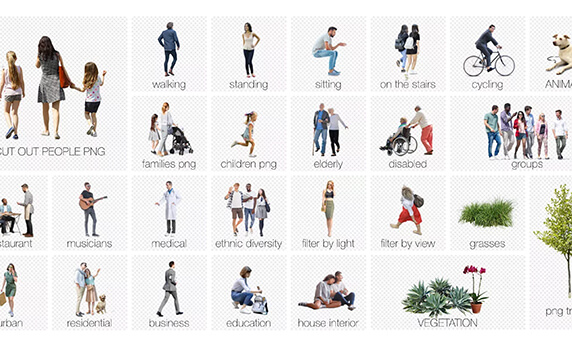 walking
standing
sitting
on the stairs
cycling
ANIMA
CUT OUT PEOPLE PNG
families png
children png
elderly
disabled
groups
staurant
musicians
medical
ethnic diversity
filter by light
filter by view
grasses
png tr
urban
residential
business
education
house interior
VEGETATION